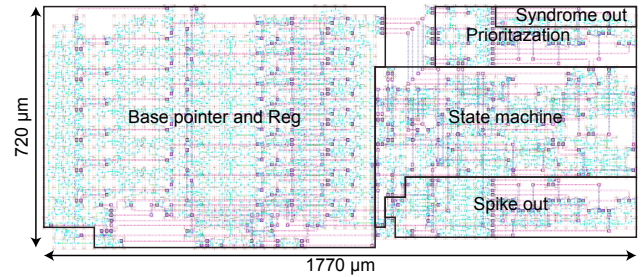 Syndrome out
Prioritazation
Base pointer and Reg
State machine
Spike out
720 µm
1770 µm